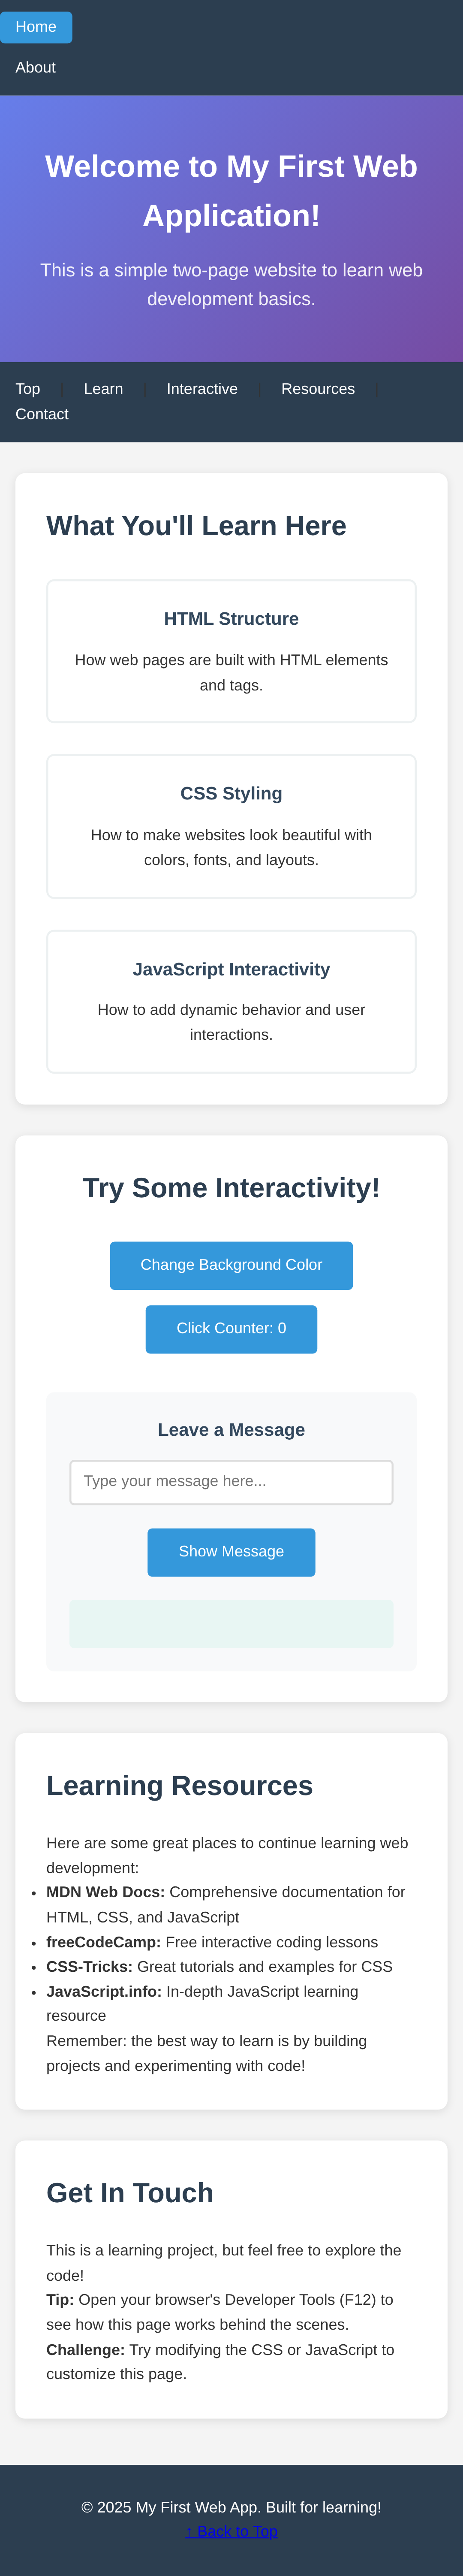 Home
About
Welcome to My First Web
Application!
This is a simple two-page website to learn web
development basics.
Top | Learn | Interactive | Resources |
Contact
What You'll Learn Here
HTML Structure
How web pages are built with HTML elements
and tags.
CSS Styling
How to make websites look beautiful with
colors, fonts, and layouts.
JavaScript Interactivity
How to add dynamic behavior and user
interactions.
Try Some Interactivity!
Change Background Color
Click Counter: 0
Leave a Message
Type your message here...
Show Message
Learning Resources
Here are some great places to continue learning web
development:
• MDN Web Docs: Comprehensive documentation for
HTML, CSS, and JavaScript
• freeCodeCamp: Free interactive coding lessons
• CSS-Tricks: Great tutorials and examples for CSS
• JavaScript.info: In-depth JavaScript learning
resource
Remember: the best way to learn is by building
projects and experimenting with code!
Get In Touch
This is a learning project, but feel free to explore the
code!
Tip: Open your browser's Developer Tools (F12) to
see how this page works behind the scenes.
Challenge: Try modifying the CSS or JavaScript to
customize this page.
© 2025 My First Web App. Built for learning!
↑ Back to Top